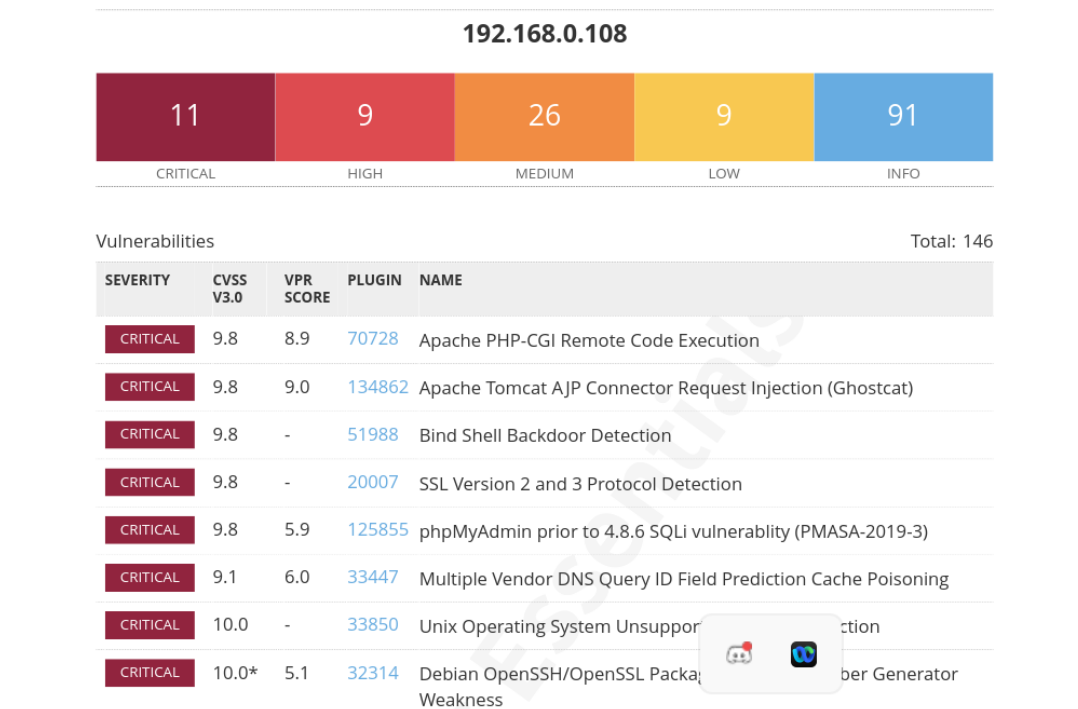 192.168.0.108
11 9 26 9 91
CRITICAL HIGH MEDIUM LOW INFO
Vulnerabilities Total: 146
SEVERITY CVSS VPR PLUGIN NAME
V3.0 SCORE
CRITICAL 9.8 8.9 70728 Apache PHP-CGI Remote Code Execution
CRITICAL 9.8 9.0 134862 Apache Tomcat AJP Connector Request Injection (Ghostcat)
CRITICAL 9.8 - 51988 Bind Shell Backdoor Detection
CRITICAL 9.8 - 20007 SSL Version 2 and 3 Protocol Detection
CRITICAL 9.8 5.9 125855 phpMyAdmin prior to 4.8.6 SQLi vulnerablity (PMASA-2019-3)
CRITICAL 9.1 6.0 33447 Multiple Vendor DNS Query ID Field Prediction Cache Poisoning
CRITICAL 10.0 - 33850 Unix Operating System
CRITICAL 10.0* 5.1 32314 Debian OpenSSH/OpenSSL Generator
Weakness
Essentials